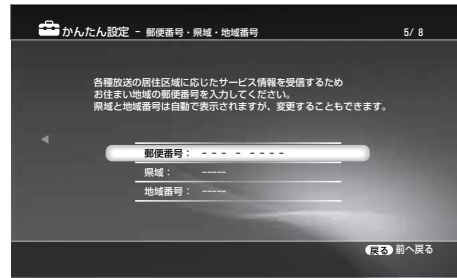 かんたん設定 - 郵便番号・県域・地域番号 5/ 8
各種放送の居住区域に応じたサービス情報を受信するため
お住まい地域の郵便番号を入力してください。
県域と地域番号は自動で表示されますが、変更することもできます。
郵便番号： - - - - - - - -
県域： -----
地域番号： -----
戻る 前へ戻る